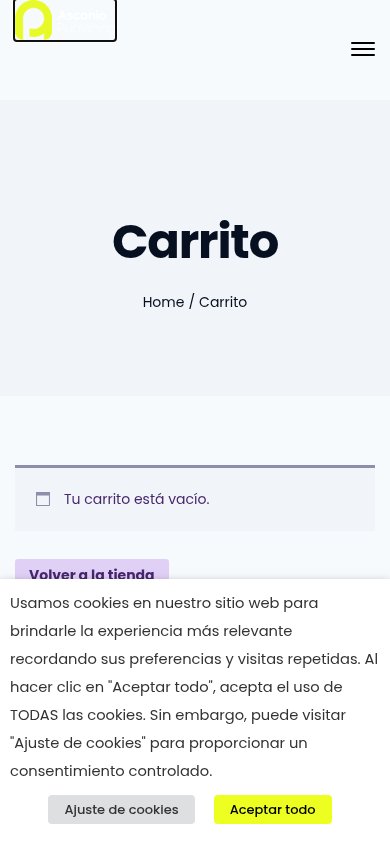 Carrito
Home / Carrito
Tu carrito está vacío.
Volver a la tienda
Usamos cookies en nuestro sitio web para
brindarle la experiencia más relevante
recordando sus preferencias y visitas repetidas. Al
hacer clic en "Aceptar todo", acepta el uso de
TODAS las cookies. Sin embargo, puede visitar
"Ajuste de cookies" para proporcionar un
consentimiento controlado.
Ajuste de cookies
Aceptar todo